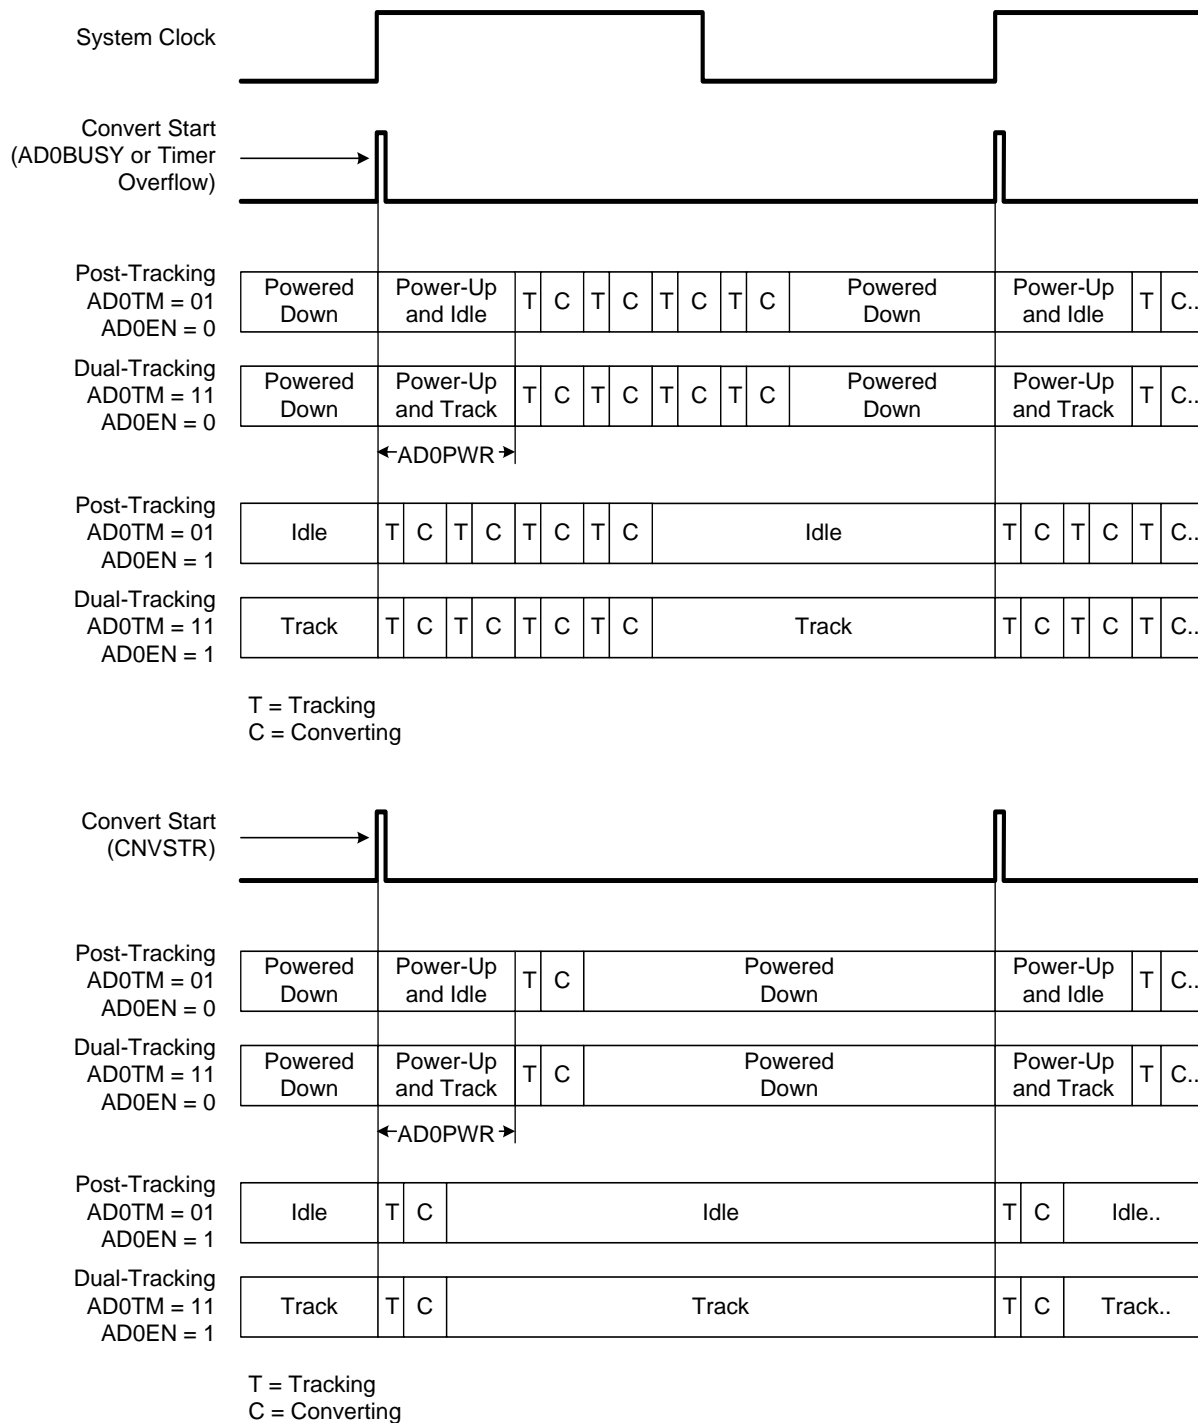 System Clock
Convert Start
(AD0BUSY or Timer
Overflow)
Post-Tracking
AD0TM = 01
AD0EN = 0
Powered
Down
Power-Up
and Idle
T C T C T C T C
Powered
Down
Power-Up
and Idle
T C..
Dual-Tracking
AD0TM = 11
AD0EN = 0
Powered
Down
Power-Up
and Track
T C T C T C T C
Powered
Down
Power-Up
and Track
T C..
AD0PWR
Post-Tracking
AD0TM = 01
AD0EN = 1
Idle T C T C T C T C Idle T C T C T C..
Dual-Tracking
AD0TM = 11
AD0EN = 1
Track T C T C T C T C Track T C T C T C..
T = Tracking
C = Converting
Convert Start
(CNVSTR)
Post-Tracking
AD0TM = 01
AD0EN = 0
Powered
Down
Power-Up
and Idle
T C
Powered
Down
Power-Up
and Idle
T C..
Dual-Tracking
AD0TM = 11
AD0EN = 0
Powered
Down
Power-Up
and Track
T C
Powered
Down
Power-Up
and Track
T C..
AD0PWR
Post-Tracking
AD0TM = 01
AD0EN = 1
Idle T C Idle T C Idle..
Dual-Tracking
AD0TM = 11
AD0EN = 1
Track T C Track T C Track..
T = Tracking
C = Converting